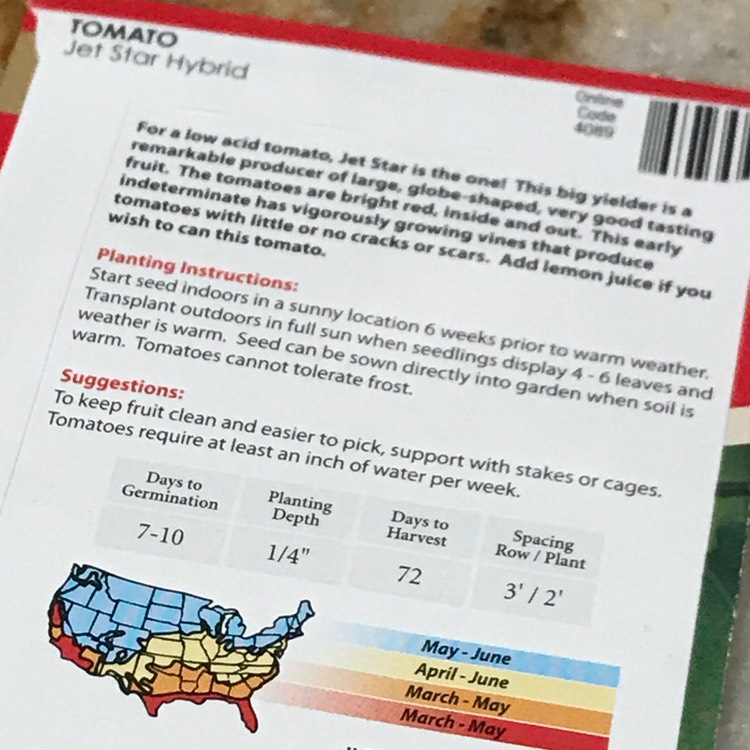 TOMATO
Jet Star Hybrid
Online
Code
4089
For a low acid tomato, Jet Star is the one! This big yielder is a
remarkable producer of large, globe-shaped, very good tasting
fruit. The tomatoes are bright red, inside and out. This early
indeterminate has vigorously growing vines that produce
tomatoes with little or no cracks or scars. Add lemon juice if you
wish to can this tomato.
Planting Instructions:
Start seed indoors in a sunny location 6 weeks prior to warm weather.
Transplant outdoors in full sun when seedlings display 4 - 6 leaves and
weather is warm. Seed can be sown directly into garden when soil is
warm. Tomatoes cannot tolerate frost.
Suggestions:
To keep fruit clean and easier to pick, support with stakes or cages.
Tomatoes require at least an inch of water per week.
Days to Germination Planting Depth Days to Harvest Spacing Row / Plant
7-10 1/4" 72 3' / 2'
May - June
April - June
March - May
March - May